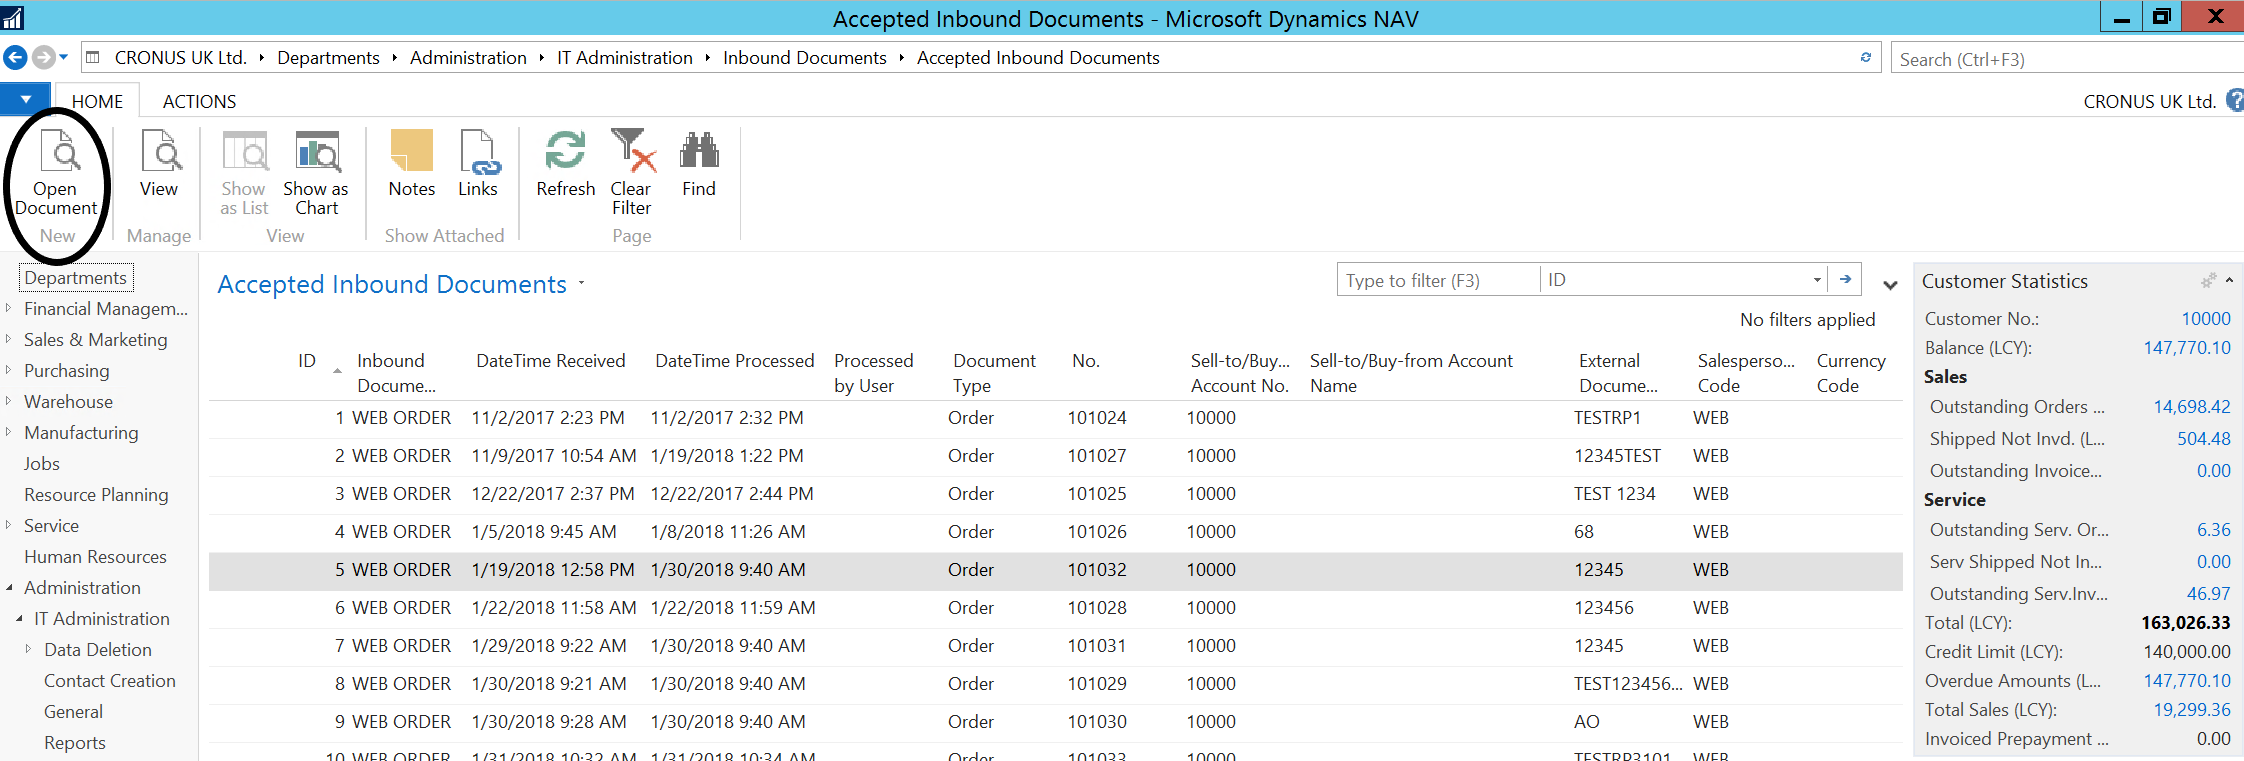 Accepted Inbound Documents - Microsoft Dynamics NAV
CRONUS UK Ltd. Departments Administration IT Administration Inbound Documents Accepted Inbound Documents
Search (Ctrl+F3)
HOME ACTIONS
CRONUS UK Ltd.
Open Document
View
Show as List
Show as Chart
Notes
Links
Refresh
Clear Filter
Find
New Manage View Show Attached Page
Departments
Financial Managem...
Sales & Marketing
Purchasing
Warehouse
Manufacturing
Jobs
Resource Planning
Service
Human Resources
Administration
IT Administration
Data Deletion
Contact Creation
General
Reports
Accepted Inbound Documents
Type to filter (F3) ID
No filters applied
ID Inbound Docume... DateTime Received DateTime Processed Processed by User Document Type No. Sell-to/Buy... Account No. Sell-to/Buy-from Account Name External Docume... Salesperso... Code Currency Code
1 WEB ORDER 11/2/2017 2:23 PM 11/2/2017 2:32 PM Order 101024 10000 TESTRP1 WEB
2 WEB ORDER 11/9/2017 10:54 AM 1/19/2018 1:22 PM Order 101027 10000 12345TEST WEB
3 WEB ORDER 12/22/2017 2:37 PM 12/22/2017 2:44 PM Order 101025 10000 TEST 1234 WEB
4 WEB ORDER 1/5/2018 9:45 AM 1/8/2018 11:26 AM Order 101026 10000 68 WEB
5 WEB ORDER 1/19/2018 12:58 PM 1/30/2018 9:40 AM Order 101032 10000 12345 WEB
6 WEB ORDER 1/22/2018 11:58 AM 1/22/2018 11:59 AM Order 101028 10000 123456 WEB
7 WEB ORDER 1/29/2018 9:22 AM 1/30/2018 9:40 AM Order 101031 10000 12345 WEB
8 WEB ORDER 1/30/2018 9:21 AM 1/30/2018 9:40 AM Order 101029 10000 TEST123456... WEB
9 WEB ORDER 1/30/2018 9:28 AM 1/30/2018 9:40 AM Order 101030 10000 AO WEB
10 WEB ORDER 1/31/2018 10:32 AM 1/31/2018 10:34 AM Order 101033 10000 TESTRP3101 WEB
Customer Statistics
Customer No.: 10000
Balance (LCY): 147,770.10
Sales
Outstanding Orders ... 14,698.42
Shipped Not Invd. (L... 504.48
Outstanding Invoice... 0.00
Service
Outstanding Serv. Or... 6.36
Serv Shipped Not In... 0.00
Outstanding Serv.Inv... 46.97
Total (LCY): 163,026.33
Credit Limit (LCY): 140,000.00
Overdue Amounts (L... 147,770.10
Total Sales (LCY): 19,299.36
Invoiced Prepayment ... 0.00